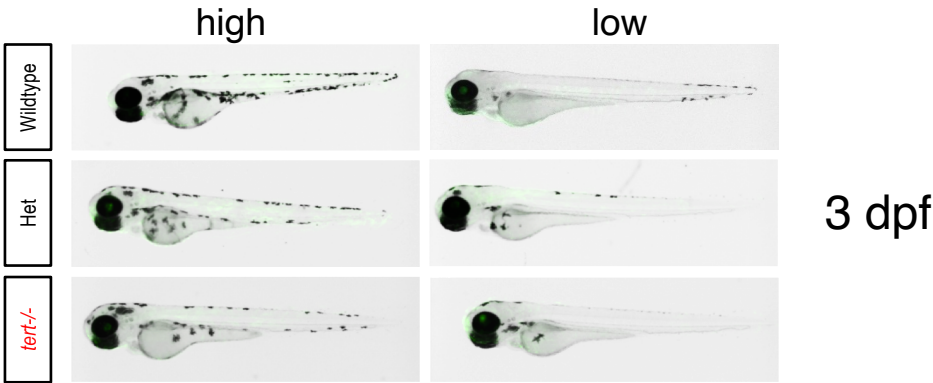 high low
Wildtype
Het
3 dpf
tert-/-